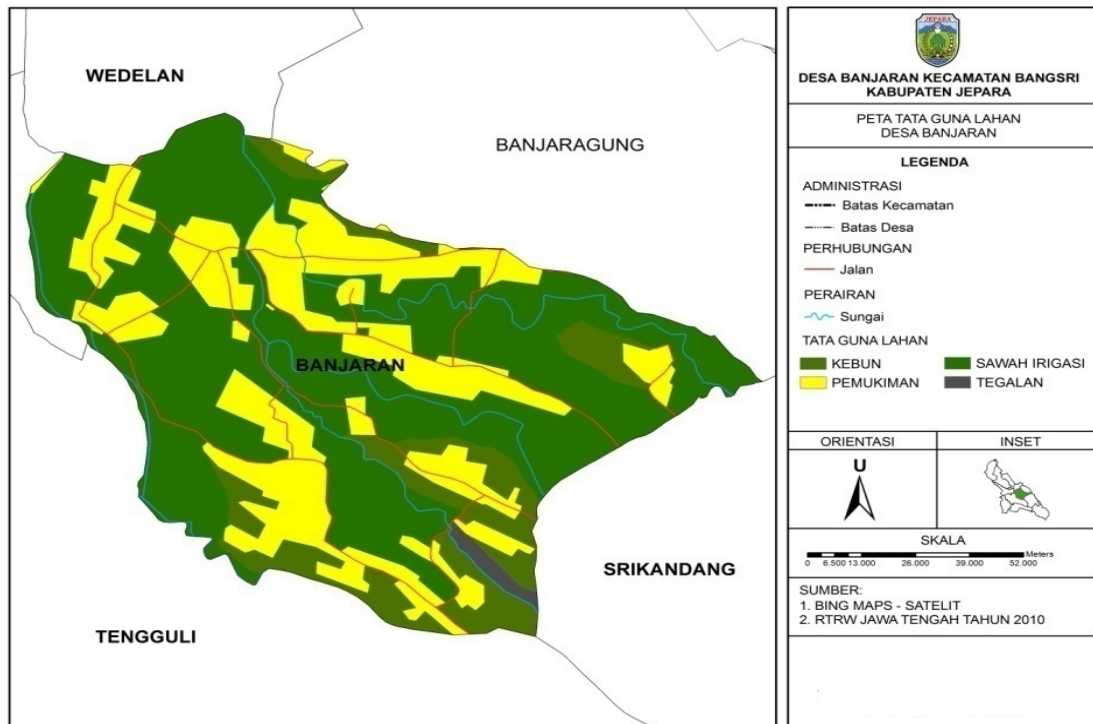 WEDELAN
BANJARAGUNG
BANJARAN
SRIKANDANG
TENGGULI
JEPARA
DESA BANJARAN KECAMATAN BANGSRI
KABUPATEN JEPARA
PETA TATA GUNA LAHAN
DESA BANJARAN
LEGENDA
ADMINISTRASI
Batas Kecamatan
Batas Desa
PERHUBUNGAN
Jalan
PERAIRAN
Sungai
TATA GUNA LAHAN
KEBUN SAWAH IRIGASI
PEMUKIMAN TEGALAN
ORIENTASI INSET
U
SKALA
Meters
0 6.500 13.000 26.000 39.000 52.000
SUMBER:
1. BING MAPS - SATELIT
2. RTRW JAWA TENGAH TAHUN 2010